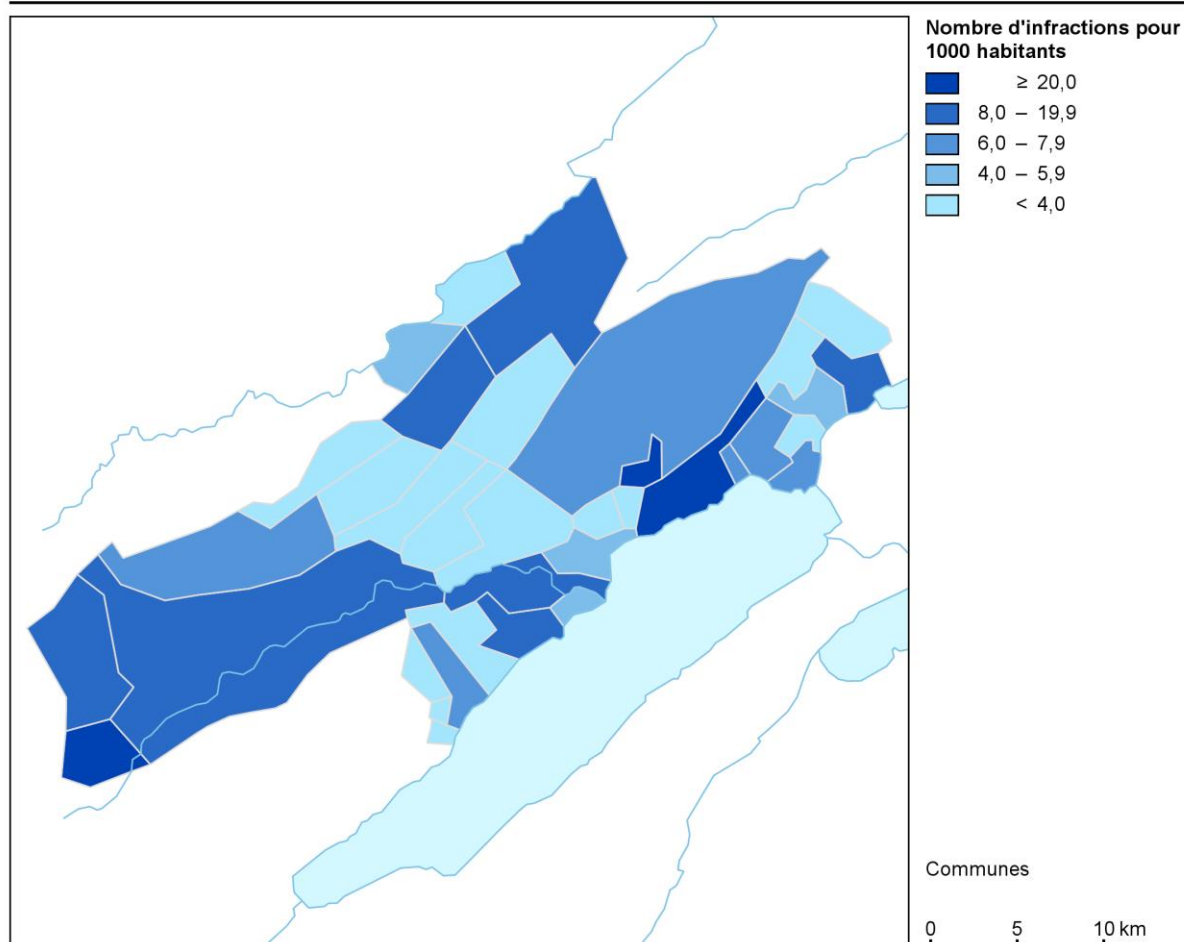 Nombre d'infractions pour
1000 habitants
≥ 20,0
8,0 – 19,9
6,0 – 7,9
4,0 – 5,9
< 4,0
Communes
0 5 10 km